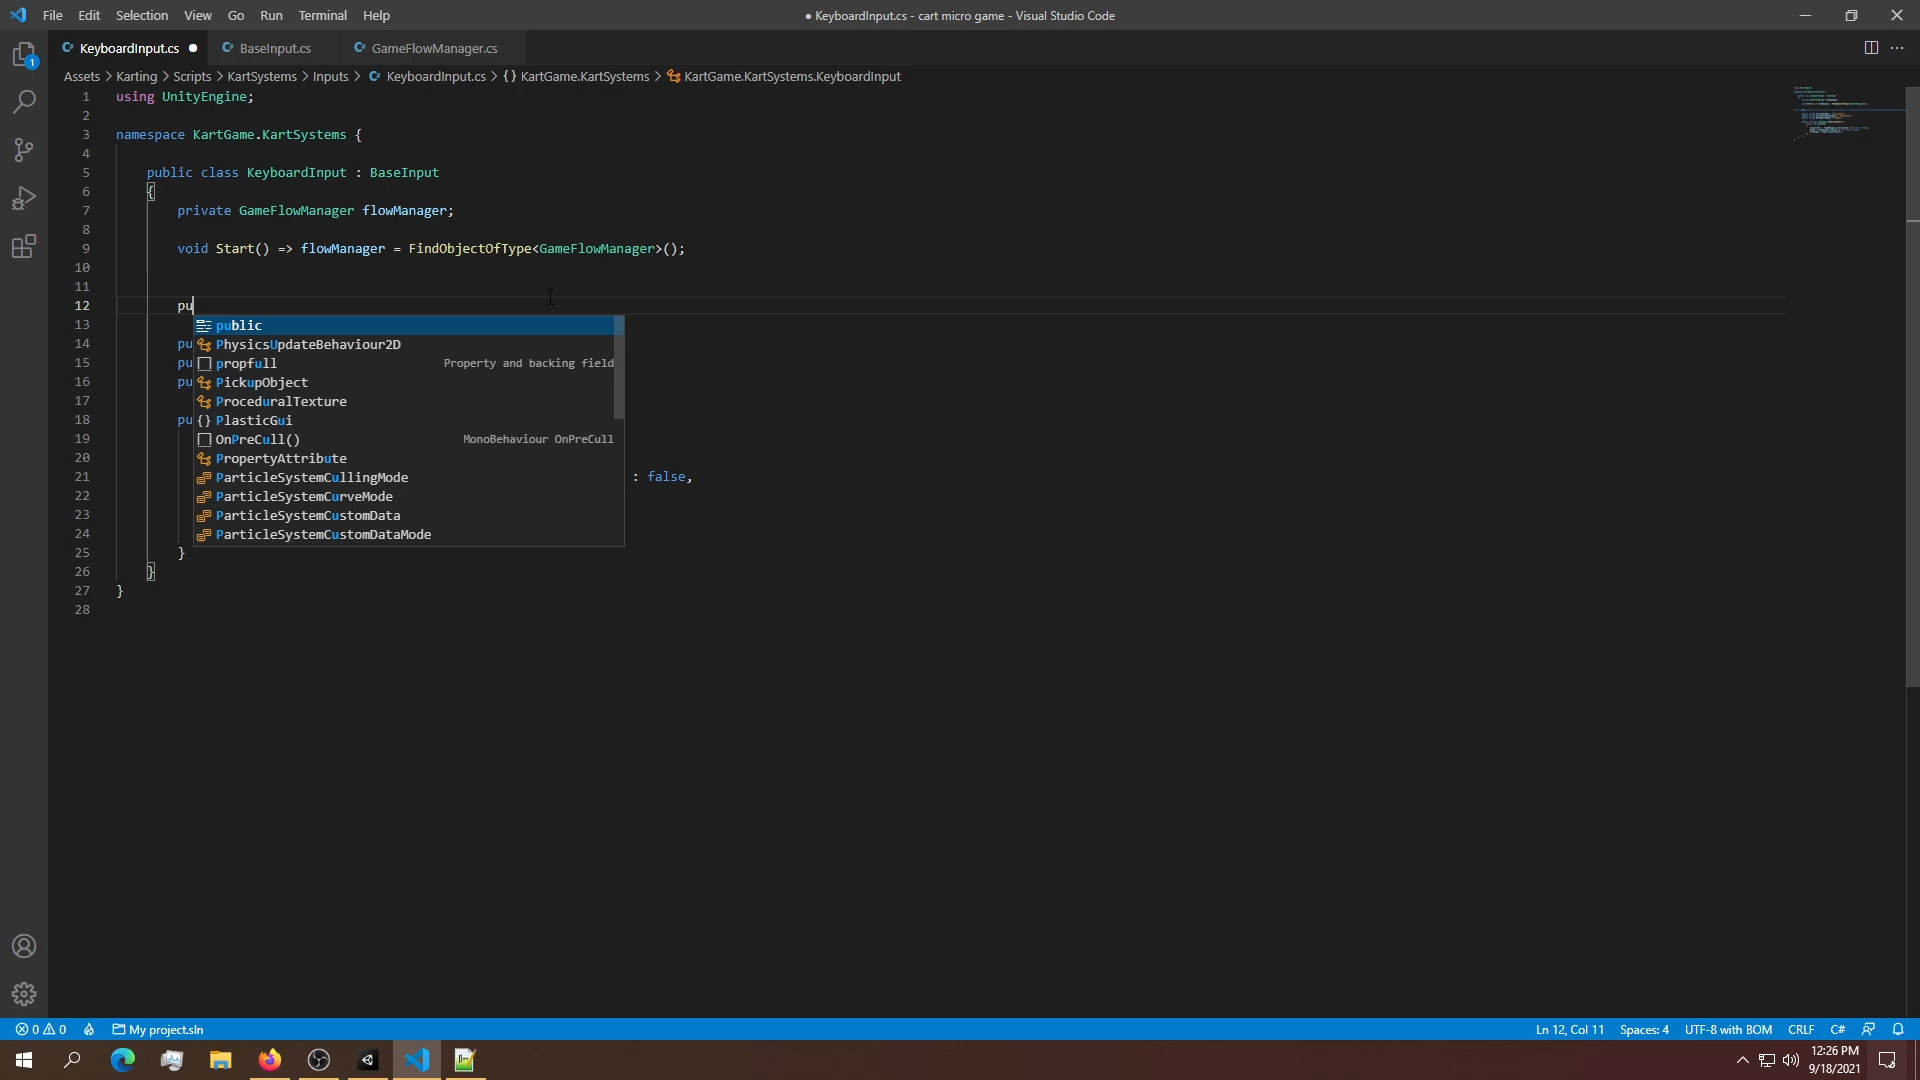 File Edit Selection View Go Run Terminal Help
● KeyboardInput.cs - cart micro game - Visual Studio Code
KeyboardInput.cs ● BaseInput.cs GameFlowManager.cs
Assets > Karting > Scripts > KartSystems > Inputs > KeyboardInput.cs > {} KartGame.KartSystems > KartGame.KartSystems.KeyboardInput
1 using UnityEngine;
2
3 namespace KartGame.KartSystems {
4
5 public class KeyboardInput : BaseInput
6 {
7 private GameFlowManager flowManager;
8
9 void Start() => flowManager = FindObjectOfType<GameFlowManager>();
10
11
12 pu
13 public
14 pu PhysicsUpdateBehaviour2D
15 pu propfull Property and backing field
16 pu PickupObject
17 ProceduralTexture
18 pu {} PlasticGui
19 OnPreCull() MonoBehaviour OnPreCull
20 PropertyAttribute
21 ParticleSystemCullingMode : false,
22 ParticleSystemCurveMode
23 ParticleSystemCustomData
24 ParticleSystemCustomDataMode
25 }
26 }
27 }
28
1
0 0 My project.sln Ln 12, Col 11 Spaces: 4 UTF-8 with BOM CRLF C#
12:26 PM
9/18/2021